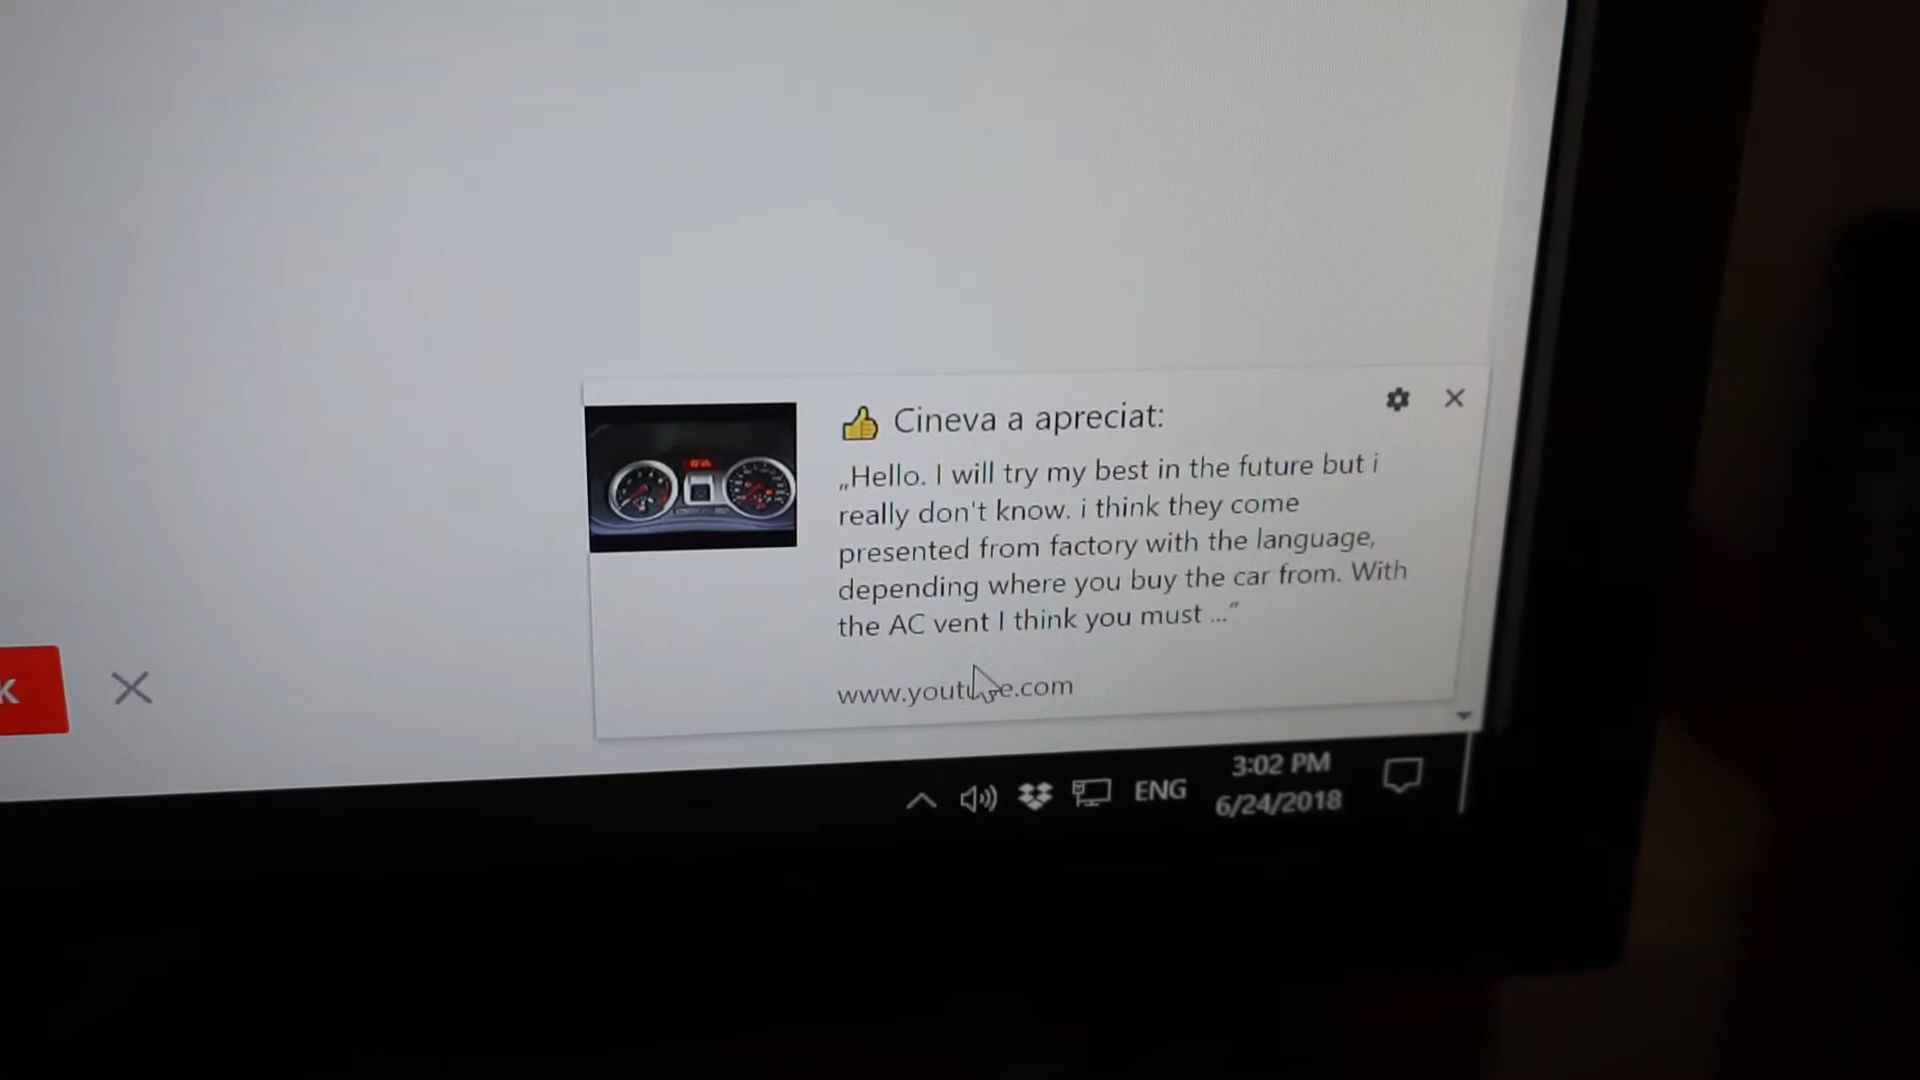 👍 Cineva a apreciat:
„Hello. I will try my best in the future but i
really don't know. i think they come
presented from factory with the language,
depending where you buy the car from. With
the AC vent I think you must ...“
www.youtube.com
K
ENG
3:02 PM
6/24/2018